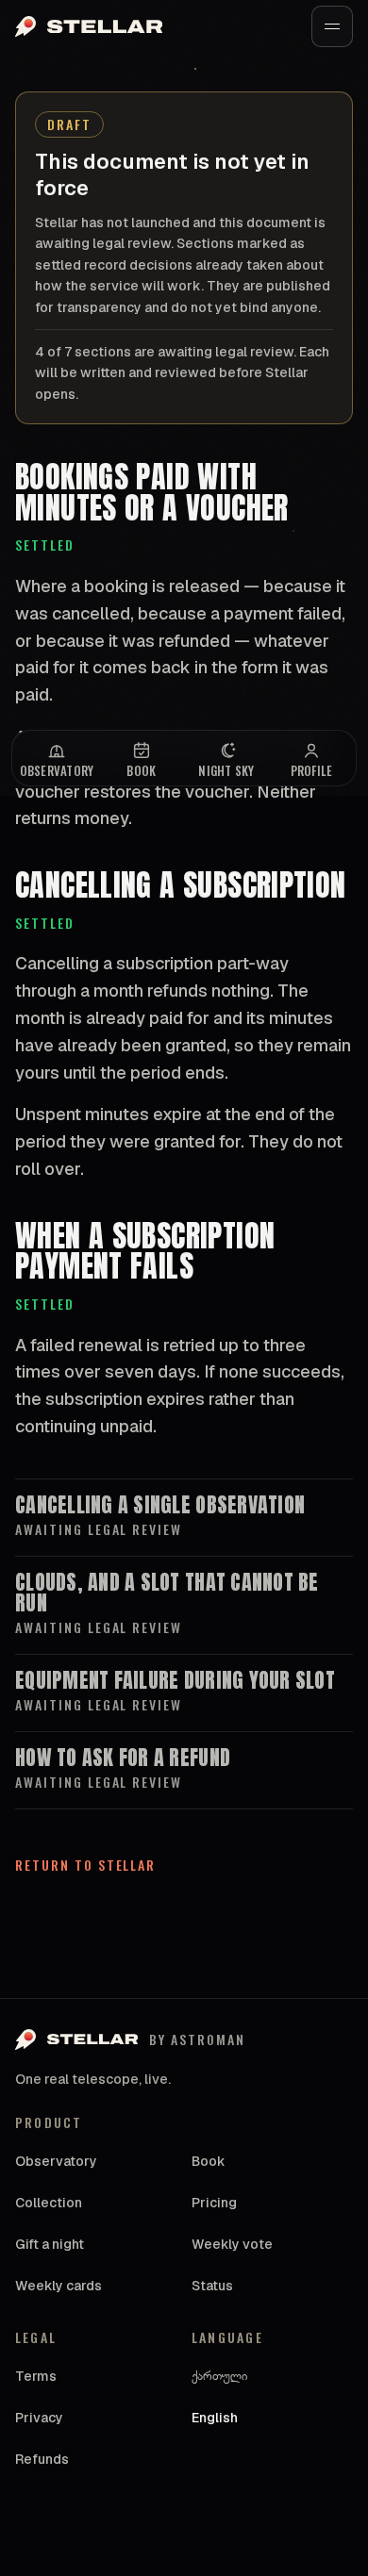 STELLAR
DRAFT
This document is not yet in
force
Stellar has not launched and this document is
awaiting legal review. Sections marked as
settled record decisions already taken about
how the service will work. They are published
for transparency and do not yet bind anyone.
4 of 7 sections are awaiting legal review. Each
will be written and reviewed before Stellar
opens.
BOOKINGS PAID WITH
MINUTES OR A VOUCHER
SETTLED
Where a booking is released — because it
was cancelled, because a payment failed,
or because it was refunded — whatever
paid for it comes back in the form it was
paid.
OBSERVATORY
BOOK
NIGHT SKY
PROFILE
voucher restores the voucher. Neither
returns money.
CANCELLING A SUBSCRIPTION
SETTLED
Cancelling a subscription part-way
through a month refunds nothing. The
month is already paid for and its minutes
have already been granted, so they remain
yours until the period ends.
Unspent minutes expire at the end of the
period they were granted for. They do not
roll over.
WHEN A SUBSCRIPTION
PAYMENT FAILS
SETTLED
A failed renewal is retried up to three
times over seven days. If none succeeds,
the subscription expires rather than
continuing unpaid.
CANCELLING A SINGLE OBSERVATION
AWAITING LEGAL REVIEW
CLOUDS, AND A SLOT THAT CANNOT BE
RUN
AWAITING LEGAL REVIEW
EQUIPMENT FAILURE DURING YOUR SLOT
AWAITING LEGAL REVIEW
HOW TO ASK FOR A REFUND
AWAITING LEGAL REVIEW
RETURN TO STELLAR
STELLAR BY ASTROMAN
One real telescope, live.
PRODUCT
Observatory
Book
Collection
Pricing
Gift a night
Weekly vote
Weekly cards
Status
LEGAL
Terms
Privacy
Refunds
LANGUAGE
ქართული
English